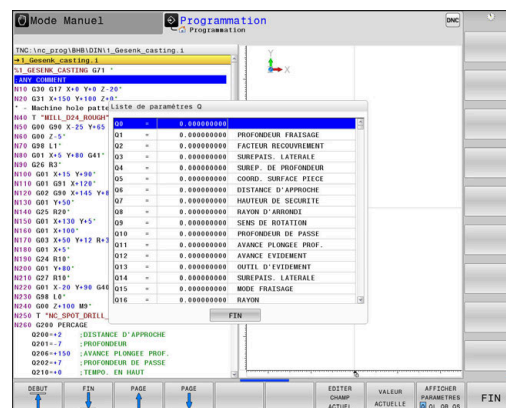 Mode Manuel
Programmation
Programmation
DNC
TNC:\nc_prog\BHB\DIN\1_Gesenk_casting.i
→1_Gesenk_casting.i
%1_GESENK_CASTING G71 *
;ANY COMMENT
N10 G30 G17 X+0 Y+0 Z-20*
N20 G31 X+150 Y+100 Z+0*
* - Machine hole patte
N40 T "MILL_D24_ROUGH"
N50 G00 G90 X-25 Y+65
N60 G00 Z-5*
N70 G98 L1*
N80 G01 X+5 Y+80 G41*
N90 G26 R3*
N100 G01 X+15 Y+90*
N110 G01 G91 X+120*
N120 G02 G90 X+145 Y+8
N130 G01 Y+50*
N140 G25 R20*
N150 G01 X+130 Y+5*
N160 G01 X+100*
N170 G03 X+50 Y+12 R+3
N180 G01 X+5*
N190 G24 R10*
N200 G01 Y+80*
N210 G27 R10*
N220 G01 X-20 Y+90 G40
N230 G98 L0*
N240 G00 Z+100 M9*
N250 T "NC_SPOT_DRILL_
N260 G200 PERCAGE
Q200=+2 ;DISTANCE D'APPROCHE
Q201=-7 ;PROFONDEUR
Q206=+150 ;AVANCE PLONGEE PROF.
Q202=+7 ;PROFONDEUR DE PASSE
Q210=+0 ;TEMPO. EN HAUT
Y
X
Liste de paramètres Q
Q0 = 0.000000000
Q1 = 0.000000000 PROFONDEUR FRAISAGE
Q2 = 0.000000000 FACTEUR RECOUVREMENT
Q3 = 0.000000000 SUREPAIS. LATERALE
Q4 = 0.000000000 SUREP. DE PROFONDEUR
Q5 = 0.000000000 COORD. SURFACE PIECE
Q6 = 0.000000000 DISTANCE D'APPROCHE
Q7 = 0.000000000 HAUTEUR DE SECURITE
Q8 = 0.000000000 RAYON D'ARRONDI
Q9 = 0.000000000 SENS DE ROTATION
Q10 = 0.000000000 PROFONDEUR DE PASSE
Q11 = 0.000000000 AVANCE PLONGEE PROF.
Q12 = 0.000000000 AVANCE EVIDEMENT
Q13 = 0.000000000 OUTIL D'EVIDEMENT
Q14 = 0.000000000 SUREPAIS. LATERALE
Q15 = 0.000000000 MODE FRAISAGE
Q16 = 0.000000000 RAYON
FIN
DEBUT
FIN
PAGE
PAGE
EDITER CHAMP ACTUEL
VALEUR ACTUELLE
AFFICHER PARAMETRES
Q QL QR QS
FIN